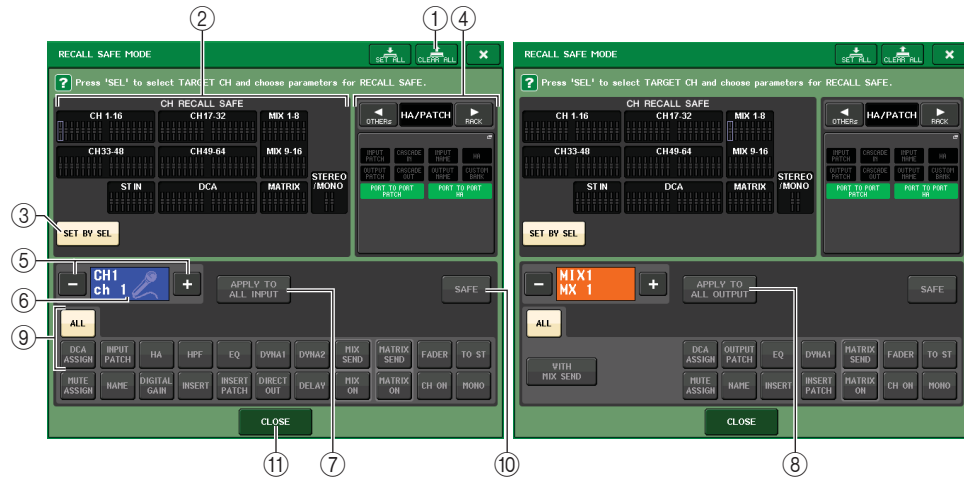 ② ① ④
RECALL SAFE MODE
SET ALL
CLEAR ALL
Press 'SEL' to select TARGET CH and choose parameters for RECALL SAFE.
CH RECALL SAFE
CH 1-16
CH17-32
MIX 1-8
CH33-48
CH49-64
MIX 9-16
ST IN
DCA
MATRIX
STEREO
/MONO
OTHERs
HA/PATCH
RACK
INPUT PATCH
CASCADE IN
INPUT NAME
HA
OUTPUT PATCH
CASCADE OUT
OUTPUT NAME
CUSTOM BANK
PORT TO PORT PATCH
PORT TO PORT HA
③
SET BY SEL
⑤
⑥
−
CH1
ch 1
+
APPLY TO
ALL INPUT
SAFE
⑨
ALL
DCA ASSIGN
INPUT PATCH
HA
HPF
EQ
DYNA1
DYNA2
MIX SEND
MATRIX SEND
FADER
TO ST
MUTE ASSIGN
NAME
DIGITAL GAIN
INSERT
INSERT PATCH
DIRECT OUT
DELAY
MIX ON
MATRIX ON
CH ON
MONO
CLOSE
⑪ ⑦ ⑩
RECALL SAFE MODE
SET ALL
CLEAR ALL
Press 'SEL' to select TARGET CH and choose parameters for RECALL SAFE.
CH RECALL SAFE
CH 1-16
CH17-32
MIX 1-8
CH33-48
CH49-64
MIX 9-16
ST IN
DCA
MATRIX
STEREO
/MONO
OTHERs
HA/PATCH
RACK
INPUT PATCH
CASCADE IN
INPUT NAME
HA
OUTPUT PATCH
CASCADE OUT
OUTPUT NAME
CUSTOM BANK
PORT TO PORT PATCH
PORT TO PORT HA
SET BY SEL
−
MIX1
MX 1
+
APPLY TO
ALL OUTPUT
SAFE
ALL
WITH
MIX SEND
DCA ASSIGN
OUTPUT PATCH
EQ
DYNA1
MATRIX SEND
FADER
TO ST
MUTE ASSIGN
NAME
INSERT
INSERT PATCH
MATRIX ON
CH ON
MONO
CLOSE
⑧